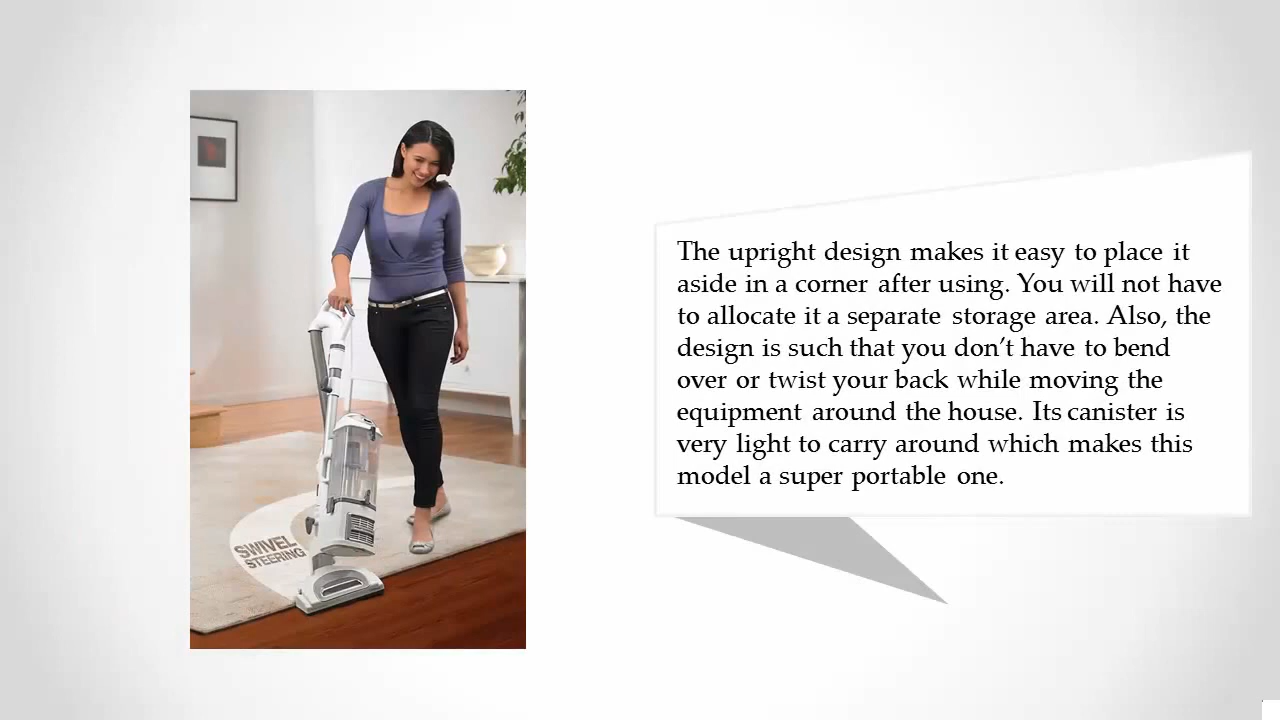 SWIVEL
STEERING
The upright design makes it easy to place it
aside in a corner after using. You will not have
to allocate it a separate storage area. Also, the
design is such that you don’t have to bend
over or twist your back while moving the
equipment around the house. Its canister is
very light to carry around which makes this
model a super portable one.